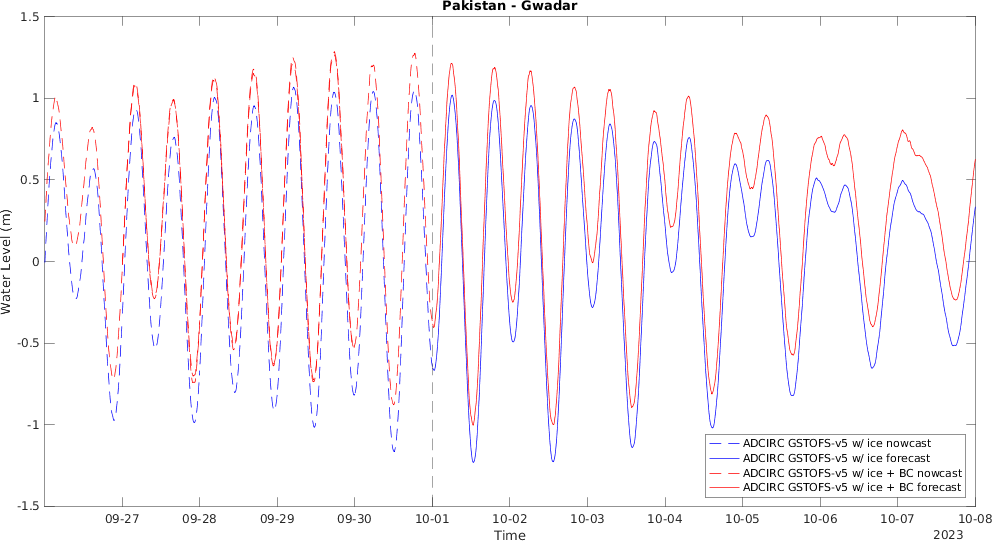 Pakistan - Gwadar
Water Level (m)
1.5
1
0.5
0
-0.5
-1
-1.5
ADCIRC GSTOFS-v5 w/ ice nowcast
ADCIRC GSTOFS-v5 w/ ice forecast
ADCIRC GSTOFS-v5 w/ ice + BC nowcast
ADCIRC GSTOFS-v5 w/ ice + BC forecast
09-27 09-28 09-29 09-30 10-01 10-02 10-03 10-04 10-05 10-06 10-07 10-08
Time
2023